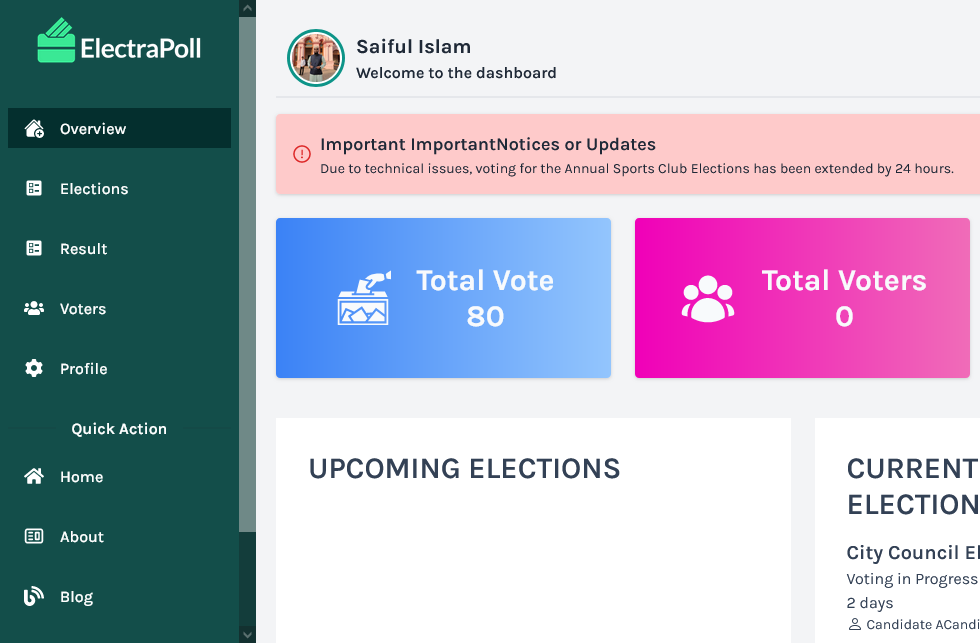 ElectraPoll
Overview
Elections
Result
Voters
Profile
Quick Action
Home
About
Blog
Saiful Islam
Welcome to the dashboard
Important ImportantNotices or Updates
Due to technical issues, voting for the Annual Sports Club Elections has been extended by 24 hours.
Total Vote
80
Total Voters
0
UPCOMING ELECTIONS
CURRENT
ELECTION
City Council El
Voting in Progress
2 days
Candidate ACandi